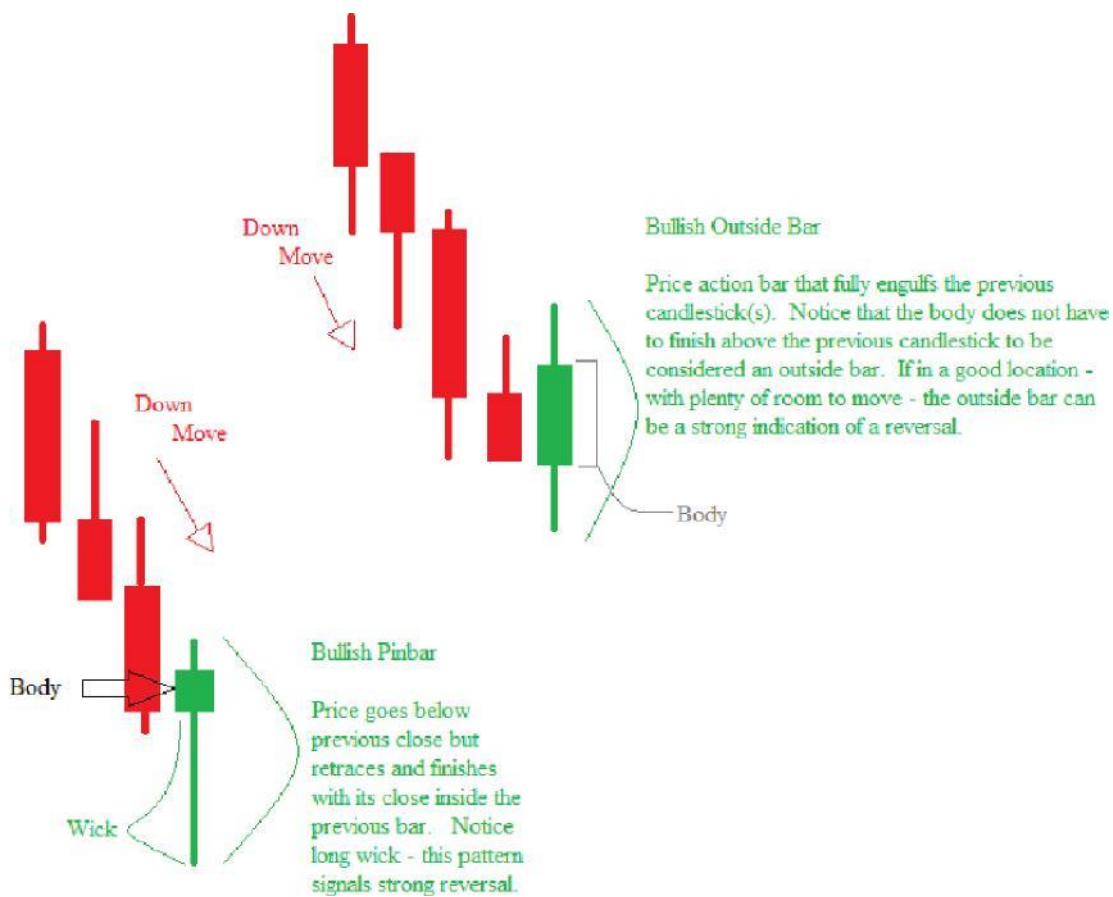 Down
Move
Bullish Outside Bar
Price action bar that fully engulfs the previous
candlestick(s). Notice that the body does not have
to finish above the previous candlestick to be
considered an outside bar. If in a good location -
with plenty of room to move - the outside bar can
be a strong indication of a reversal.
Body
Down
Move
Body
Wick
Bullish Pinbar
Price goes below
previous close but
retraces and finishes
with its close inside the
previous bar. Notice
long wick - this pattern
signals strong reversal.